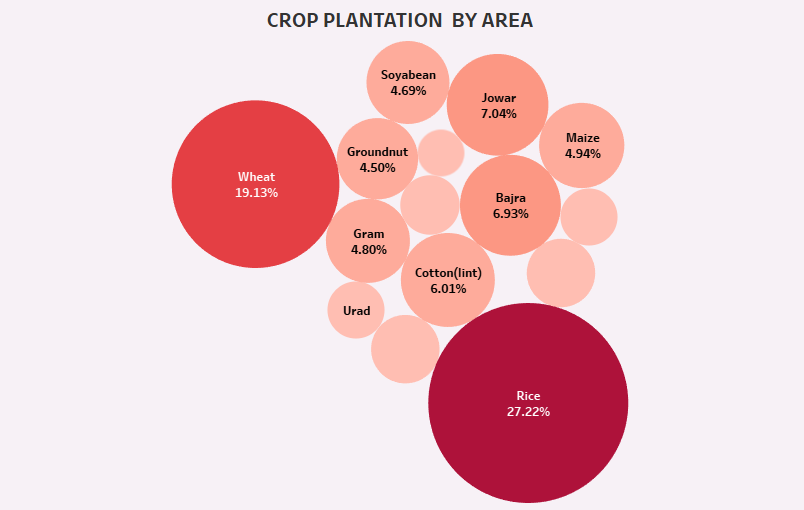 CROP PLANTATION  BY AREA
Soyabean
4.69%
Jowar
7.04%
Maize
4.94%
Groundnut
4.50%
Wheat
19.13%
Bajra
6.93%
Gram
4.80%
Cotton(lint)
6.01%
Urad
Rice
27.22%